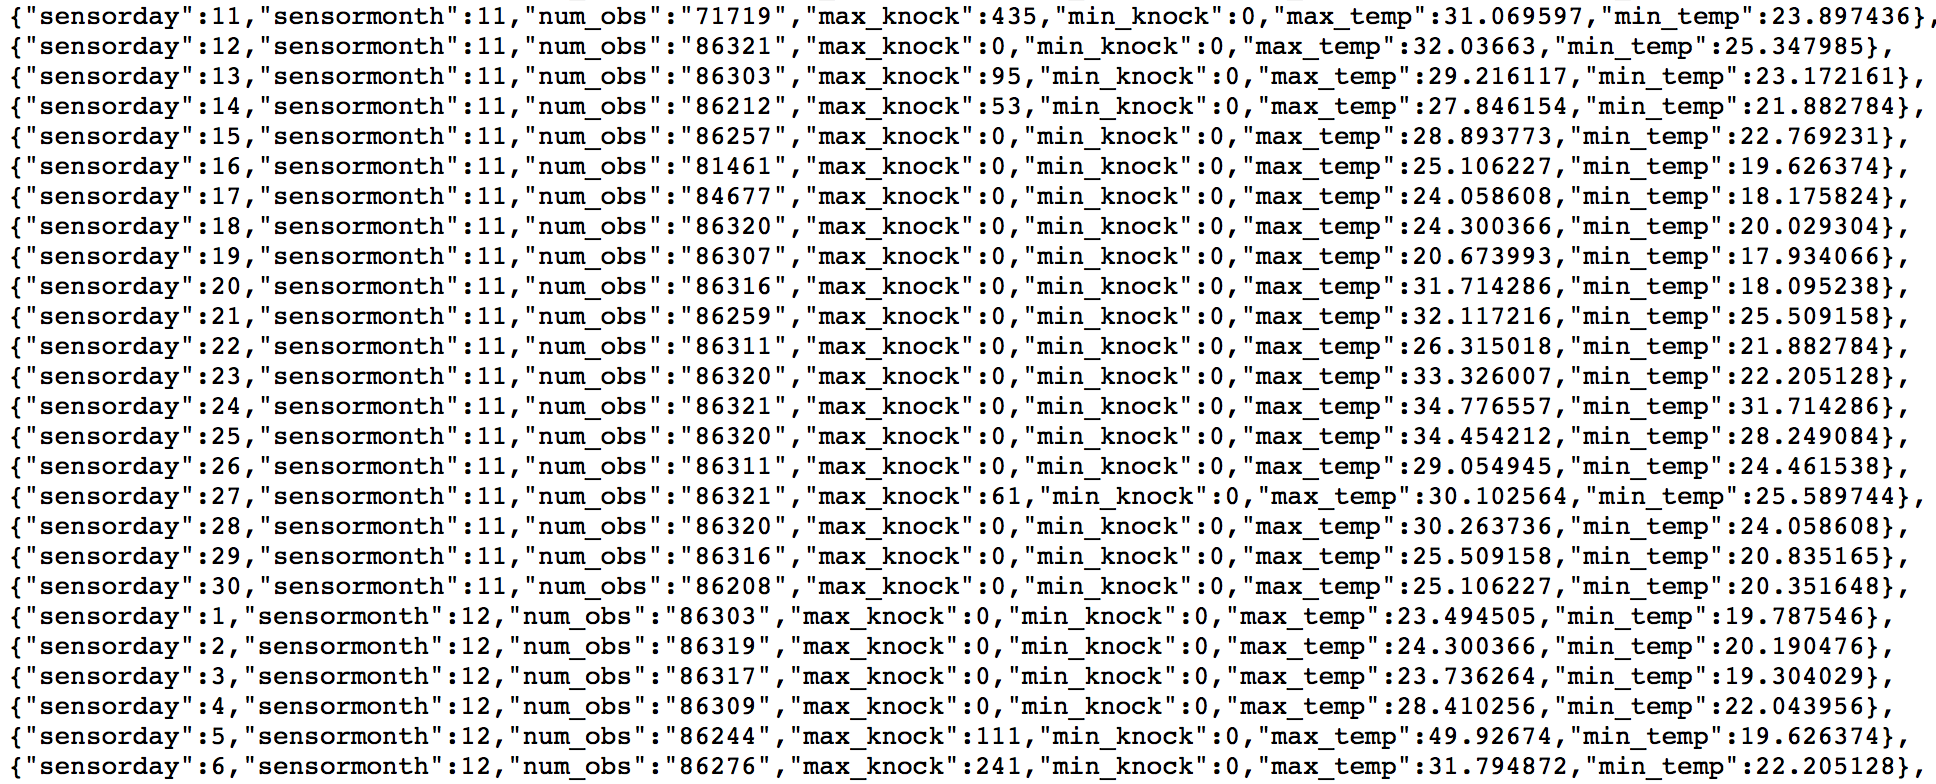 {"sensorday":11,"sensormonth":11,"num_obs":"71719","max_knock":435,"min_knock":0,"max_temp":31.069597,"min_temp":23.897436},
{"sensorday":12,"sensormonth":11,"num_obs":"86321","max_knock":0,"min_knock":0,"max_temp":32.03663,"min_temp":25.347985},
{"sensorday":13,"sensormonth":11,"num_obs":"86303","max_knock":95,"min_knock":0,"max_temp":29.216117,"min_temp":23.172161},
{"sensorday":14,"sensormonth":11,"num_obs":"86212","max_knock":53,"min_knock":0,"max_temp":27.846154,"min_temp":21.882784},
{"sensorday":15,"sensormonth":11,"num_obs":"86257","max_knock":0,"min_knock":0,"max_temp":28.893773,"min_temp":22.769231},
{"sensorday":16,"sensormonth":11,"num_obs":"81461","max_knock":0,"min_knock":0,"max_temp":25.106227,"min_temp":19.626374},
{"sensorday":17,"sensormonth":11,"num_obs":"84677","max_knock":0,"min_knock":0,"max_temp":24.058608,"min_temp":18.175824},
{"sensorday":18,"sensormonth":11,"num_obs":"86320","max_knock":0,"min_knock":0,"max_temp":24.300366,"min_temp":20.029304},
{"sensorday":19,"sensormonth":11,"num_obs":"86307","max_knock":0,"min_knock":0,"max_temp":20.673993,"min_temp":17.934066},
{"sensorday":20,"sensormonth":11,"num_obs":"86316","max_knock":0,"min_knock":0,"max_temp":31.714286,"min_temp":18.095238},
{"sensorday":21,"sensormonth":11,"num_obs":"86259","max_knock":0,"min_knock":0,"max_temp":32.117216,"min_temp":25.509158},
{"sensorday":22,"sensormonth":11,"num_obs":"86311","max_knock":0,"min_knock":0,"max_temp":26.315018,"min_temp":21.882784},
{"sensorday":23,"sensormonth":11,"num_obs":"86320","max_knock":0,"min_knock":0,"max_temp":33.326007,"min_temp":22.205128},
{"sensorday":24,"sensormonth":11,"num_obs":"86321","max_knock":0,"min_knock":0,"max_temp":34.776557,"min_temp":31.714286},
{"sensorday":25,"sensormonth":11,"num_obs":"86320","max_knock":0,"min_knock":0,"max_temp":34.454212,"min_temp":28.249084},
{"sensorday":26,"sensormonth":11,"num_obs":"86311","max_knock":0,"min_knock":0,"max_temp":29.054945,"min_temp":24.461538},
{"sensorday":27,"sensormonth":11,"num_obs":"86321","max_knock":61,"min_knock":0,"max_temp":30.102564,"min_temp":25.589744},
{"sensorday":28,"sensormonth":11,"num_obs":"86320","max_knock":0,"min_knock":0,"max_temp":30.263736,"min_temp":24.058608},
{"sensorday":29,"sensormonth":11,"num_obs":"86316","max_knock":0,"min_knock":0,"max_temp":25.509158,"min_temp":20.835165},
{"sensorday":30,"sensormonth":11,"num_obs":"86208","max_knock":0,"min_knock":0,"max_temp":25.106227,"min_temp":20.351648},
{"sensorday":1,"sensormonth":12,"num_obs":"86303","max_knock":0,"min_knock":0,"max_temp":23.494505,"min_temp":19.787546},
{"sensorday":2,"sensormonth":12,"num_obs":"86319","max_knock":0,"min_knock":0,"max_temp":24.300366,"min_temp":20.190476},
{"sensorday":3,"sensormonth":12,"num_obs":"86317","max_knock":0,"min_knock":0,"max_temp":23.736264,"min_temp":19.304029},
{"sensorday":4,"sensormonth":12,"num_obs":"86309","max_knock":0,"min_knock":0,"max_temp":28.410256,"min_temp":22.043956},
{"sensorday":5,"sensormonth":12,"num_obs":"86244","max_knock":111,"min_knock":0,"max_temp":49.92674,"min_temp":19.626374},
{"sensorday":6,"sensormonth":12,"num_obs":"86276","max_knock":241,"min_knock":0,"max_temp":31.794872,"min_temp":22.205128},